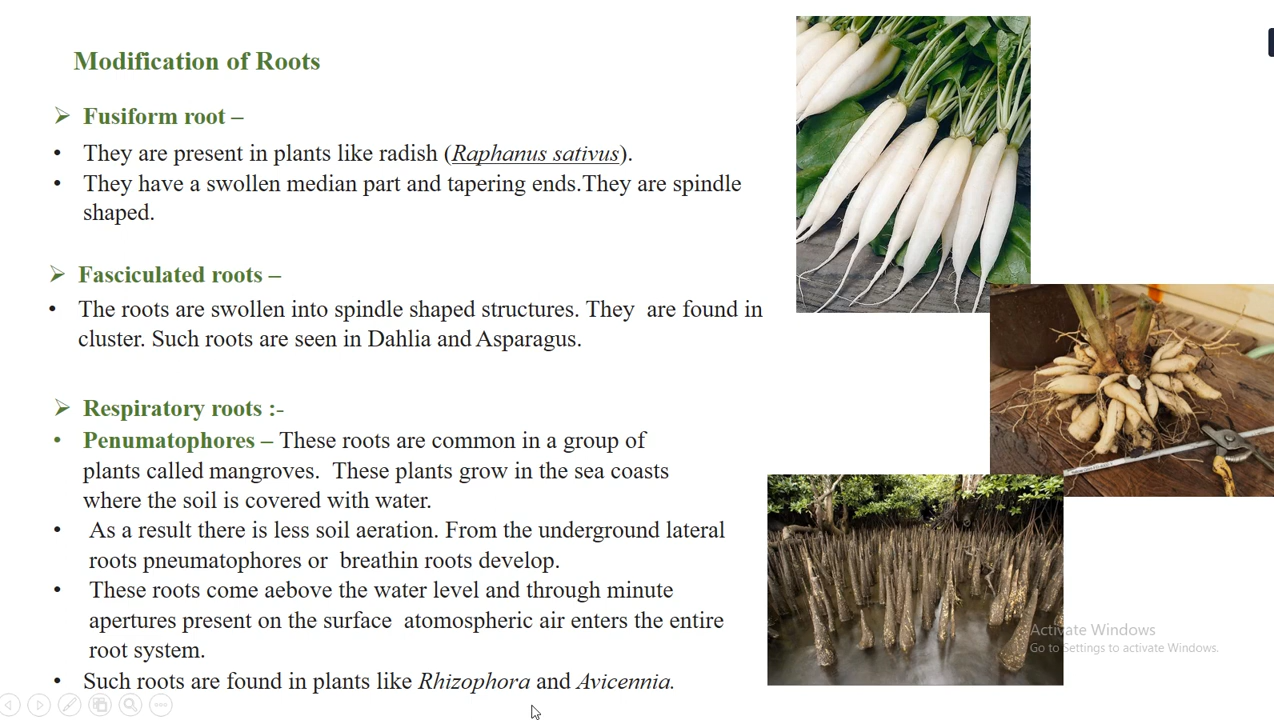 Modification of Roots
➢ Fusiform root –
• They are present in plants like radish (Raphanus sativus).
• They have a swollen median part and tapering ends.They are spindle
shaped.
➢ Fasciculated roots –
• The roots are swollen into spindle shaped structures. They are found in
cluster. Such roots are seen in Dahlia and Asparagus.
➢ Respiratory roots :-
• Penumatophores – These roots are common in a group of
plants called mangroves. These plants grow in the sea coasts
where the soil is covered with water.
• As a result there is less soil aeration. From the underground lateral
roots pneumatophores or breathin roots develop.
• These roots come aebove the water level and through minute
apertures present on the surface atomospheric air enters the entire
root system.
• Such roots are found in plants like Rhizophora and Avicennia.
Activate Windows
Go to Settings to activate Windows.